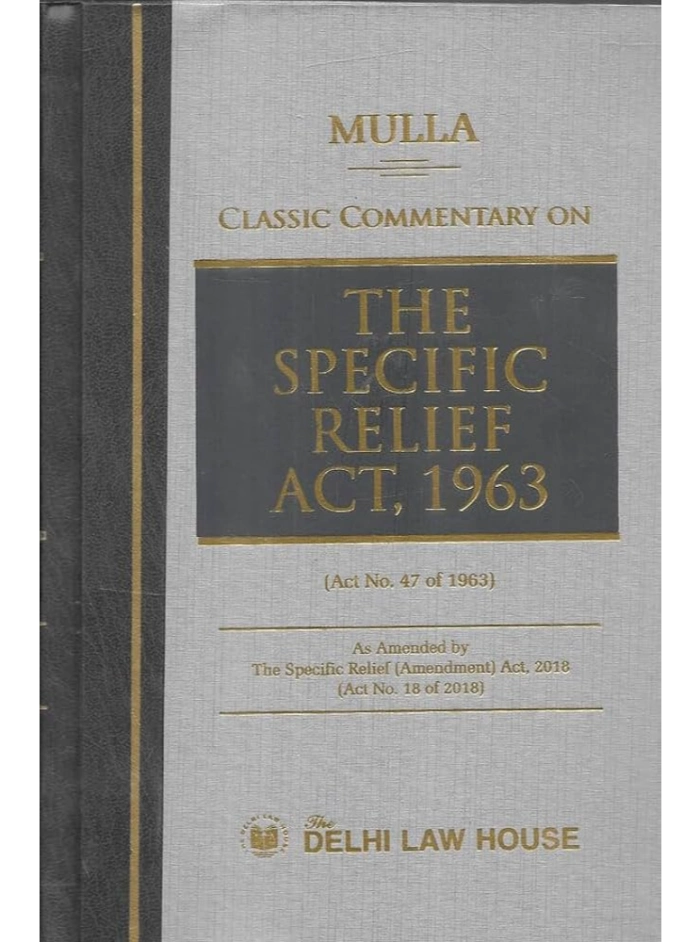 MULLA
CLASSIC COMMENTARY ON
THE
SPECIFIC
RELIEF
ACT, 1963
(Act No. 47 of 1963)
As Amended by
The Specific Relief (Amendment) Act, 2018
(Act No. 18 of 2018)
The
DELHI LAW HOUSE